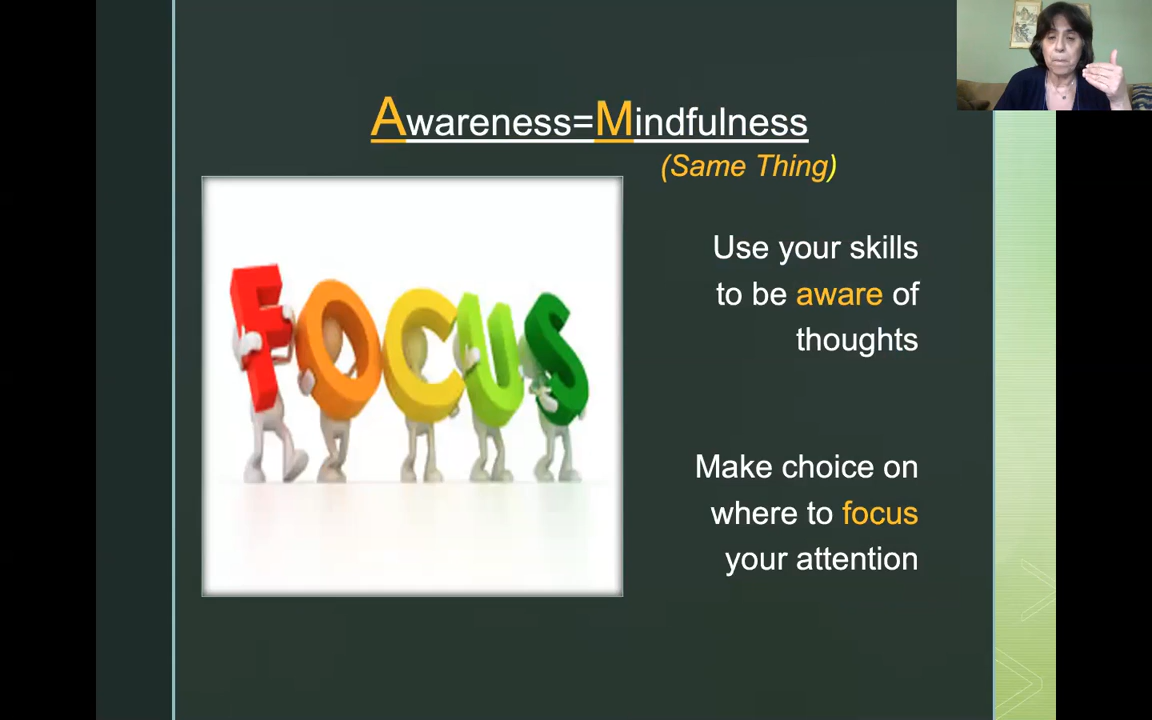 Awareness=Mindfulness
(Same Thing)
FOCUS
Use your skills
to be aware of
thoughts
Make choice on
where to focus
your attention